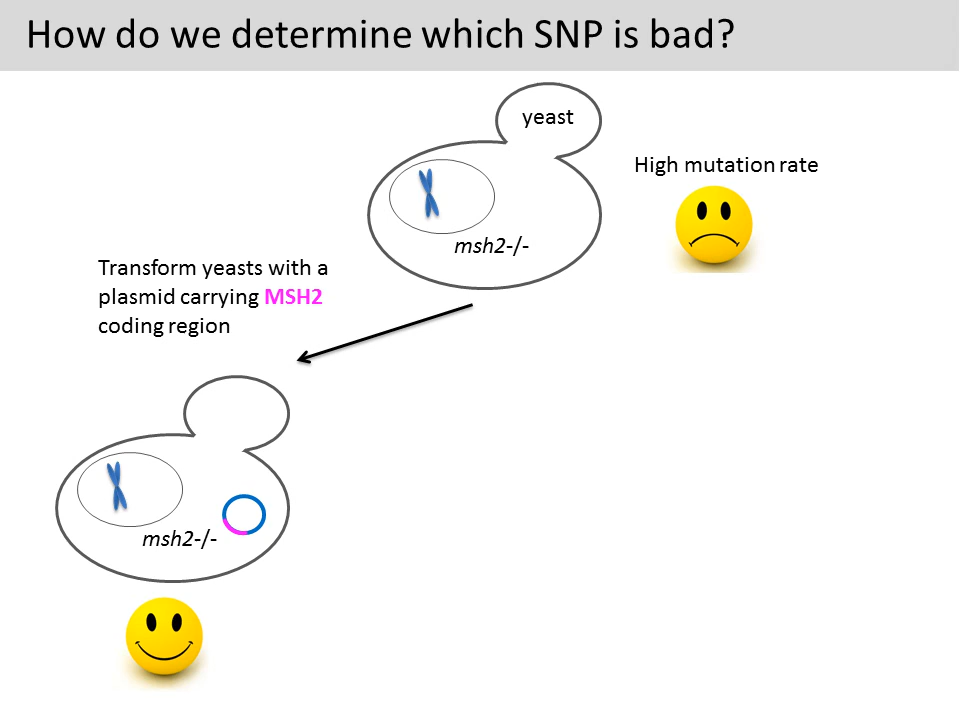 How do we determine which SNP is bad?
yeast
High mutation rate
msh2-/-
Transform yeasts with a
plasmid carrying MSH2
coding region
msh2-/-